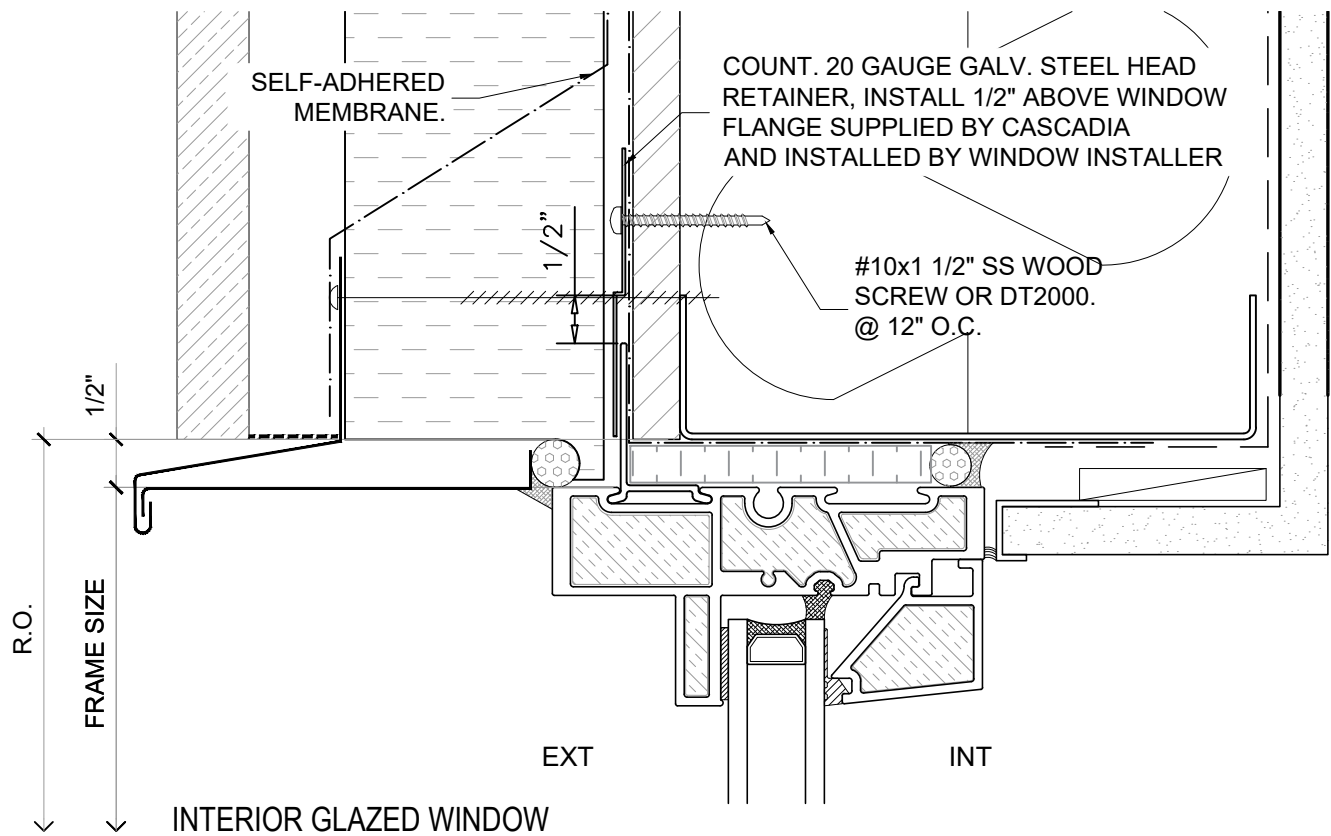 SELF-ADHERED
MEMBRANE.
COUNT. 20 GAUGE GALV. STEEL HEAD
RETAINER, INSTALL 1/2" ABOVE WINDOW
FLANGE SUPPLIED BY CASCADIA
AND INSTALLED BY WINDOW INSTALLER
1/2"
#10x1 1/2" SS WOOD
SCREW OR DT2000.
@ 12" O.C.
1/2"
R.O.
FRAME SIZE
EXT
INT
INTERIOR GLAZED WINDOW